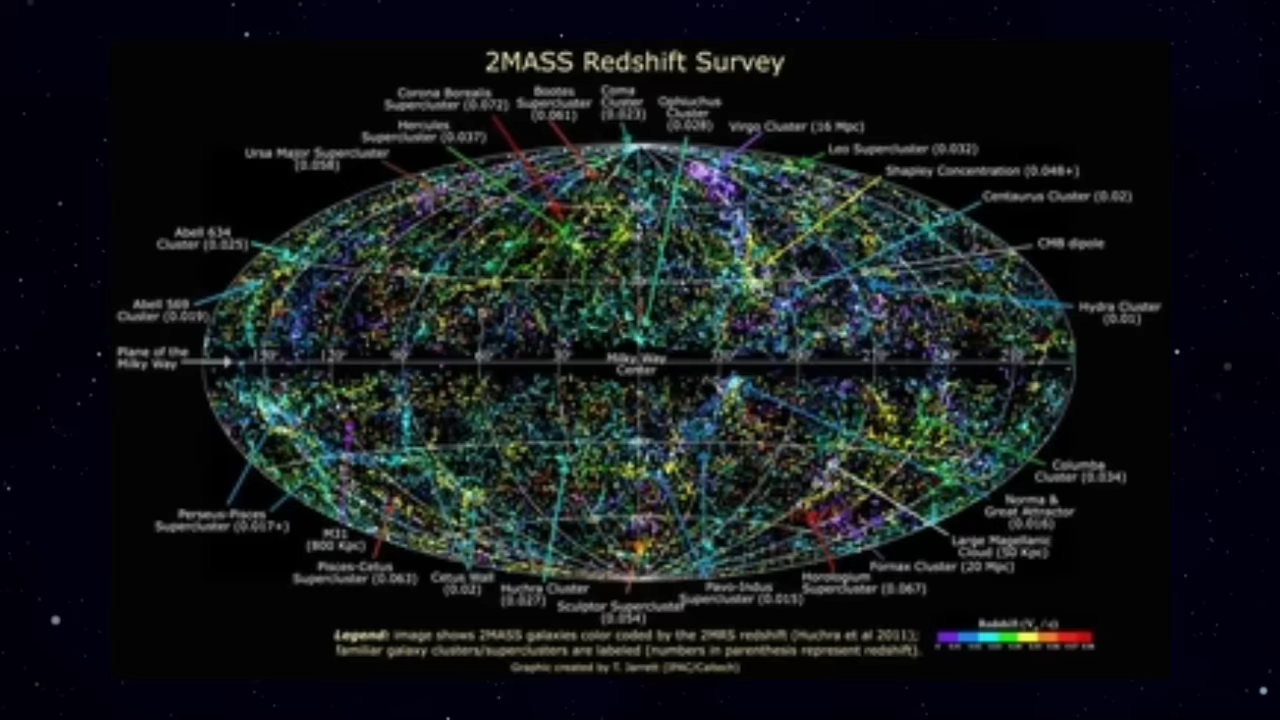 2MASS Redshift Survey
Corona Borealis
Supercluster (0.072)
Bootes
Supercluster
(0.061)
Coma
Cluster
(0.023)
Ophiuchus
Cluster
(0.028)
Virgo Cluster (16 Mpc)
Hercules
Supercluster (0.037)
Leo Supercluster (0.032)
Ursa Major Supercluster
(0.058)
Shapley Concentration (0.048+)
Centaurus Cluster (0.02)
Abell 634
Cluster (0.025)
CMB dipole
Abell 569
Cluster (0.019)
Hydra Cluster
(0.01)
Plane of the
Milky Way
Milky Way
Center
Columba
Cluster (0.034)
Perseus-Pisces
Supercluster (0.017+)
Norma &
Great Attractor
(0.016)
M31
(800 Kpc)
Large Magellanic
Cloud (50 Kpc)
Pisces-Cetus
Supercluster (0.063)
Cetus Wall
(0.02)
Huchra Cluster
(0.027)
Sculptor Supercluster
(0.054)
Pavo-Indus
Supercluster (0.015)
Horologium
Supercluster (0.067)
Fornax Cluster (20 Mpc)
Legend: image shows 2MASS galaxies color coded by the 2MRS redshift (Huchra et al 2011);
familiar galaxy clusters/superclusters are labeled (numbers in parenthesis represent redshift).
Graphic created by T. Jarrett (IPAC/Caltech)
Redshift